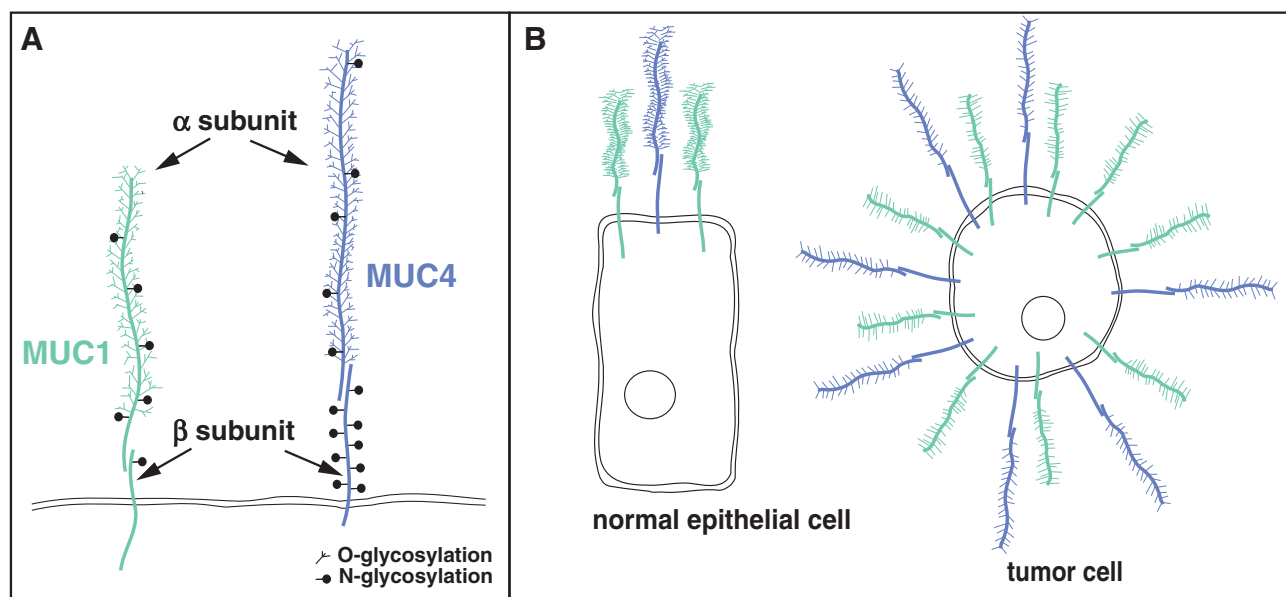 A
α subunit
MUC4
MUC1
β subunit
O-glycosylation
N-glycosylation
B
normal epithelial cell
tumor cell